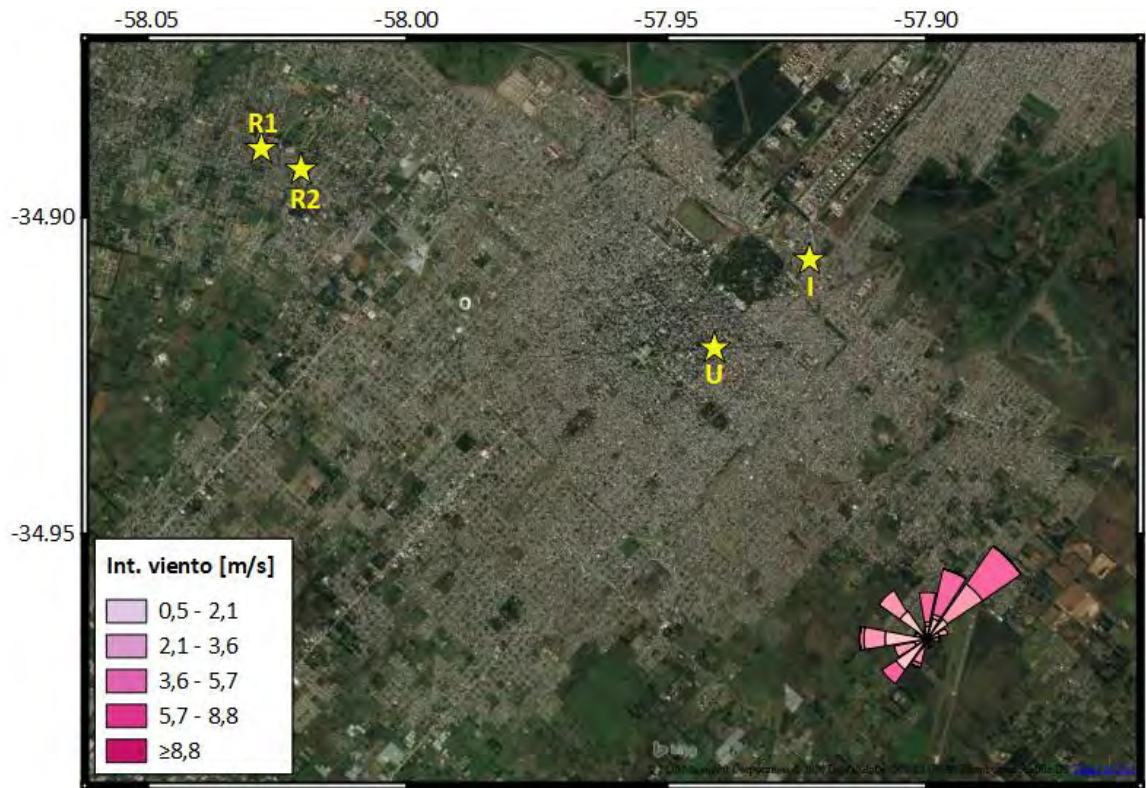 -58.05 -58.00 -57.95 -57.90
R1
R2
-34.90
I
U
-34.95
Int. viento [m/s]
0,5 - 2,1
2,1 - 3,6
3,6 - 5,7
5,7 - 8,8
≥8,8